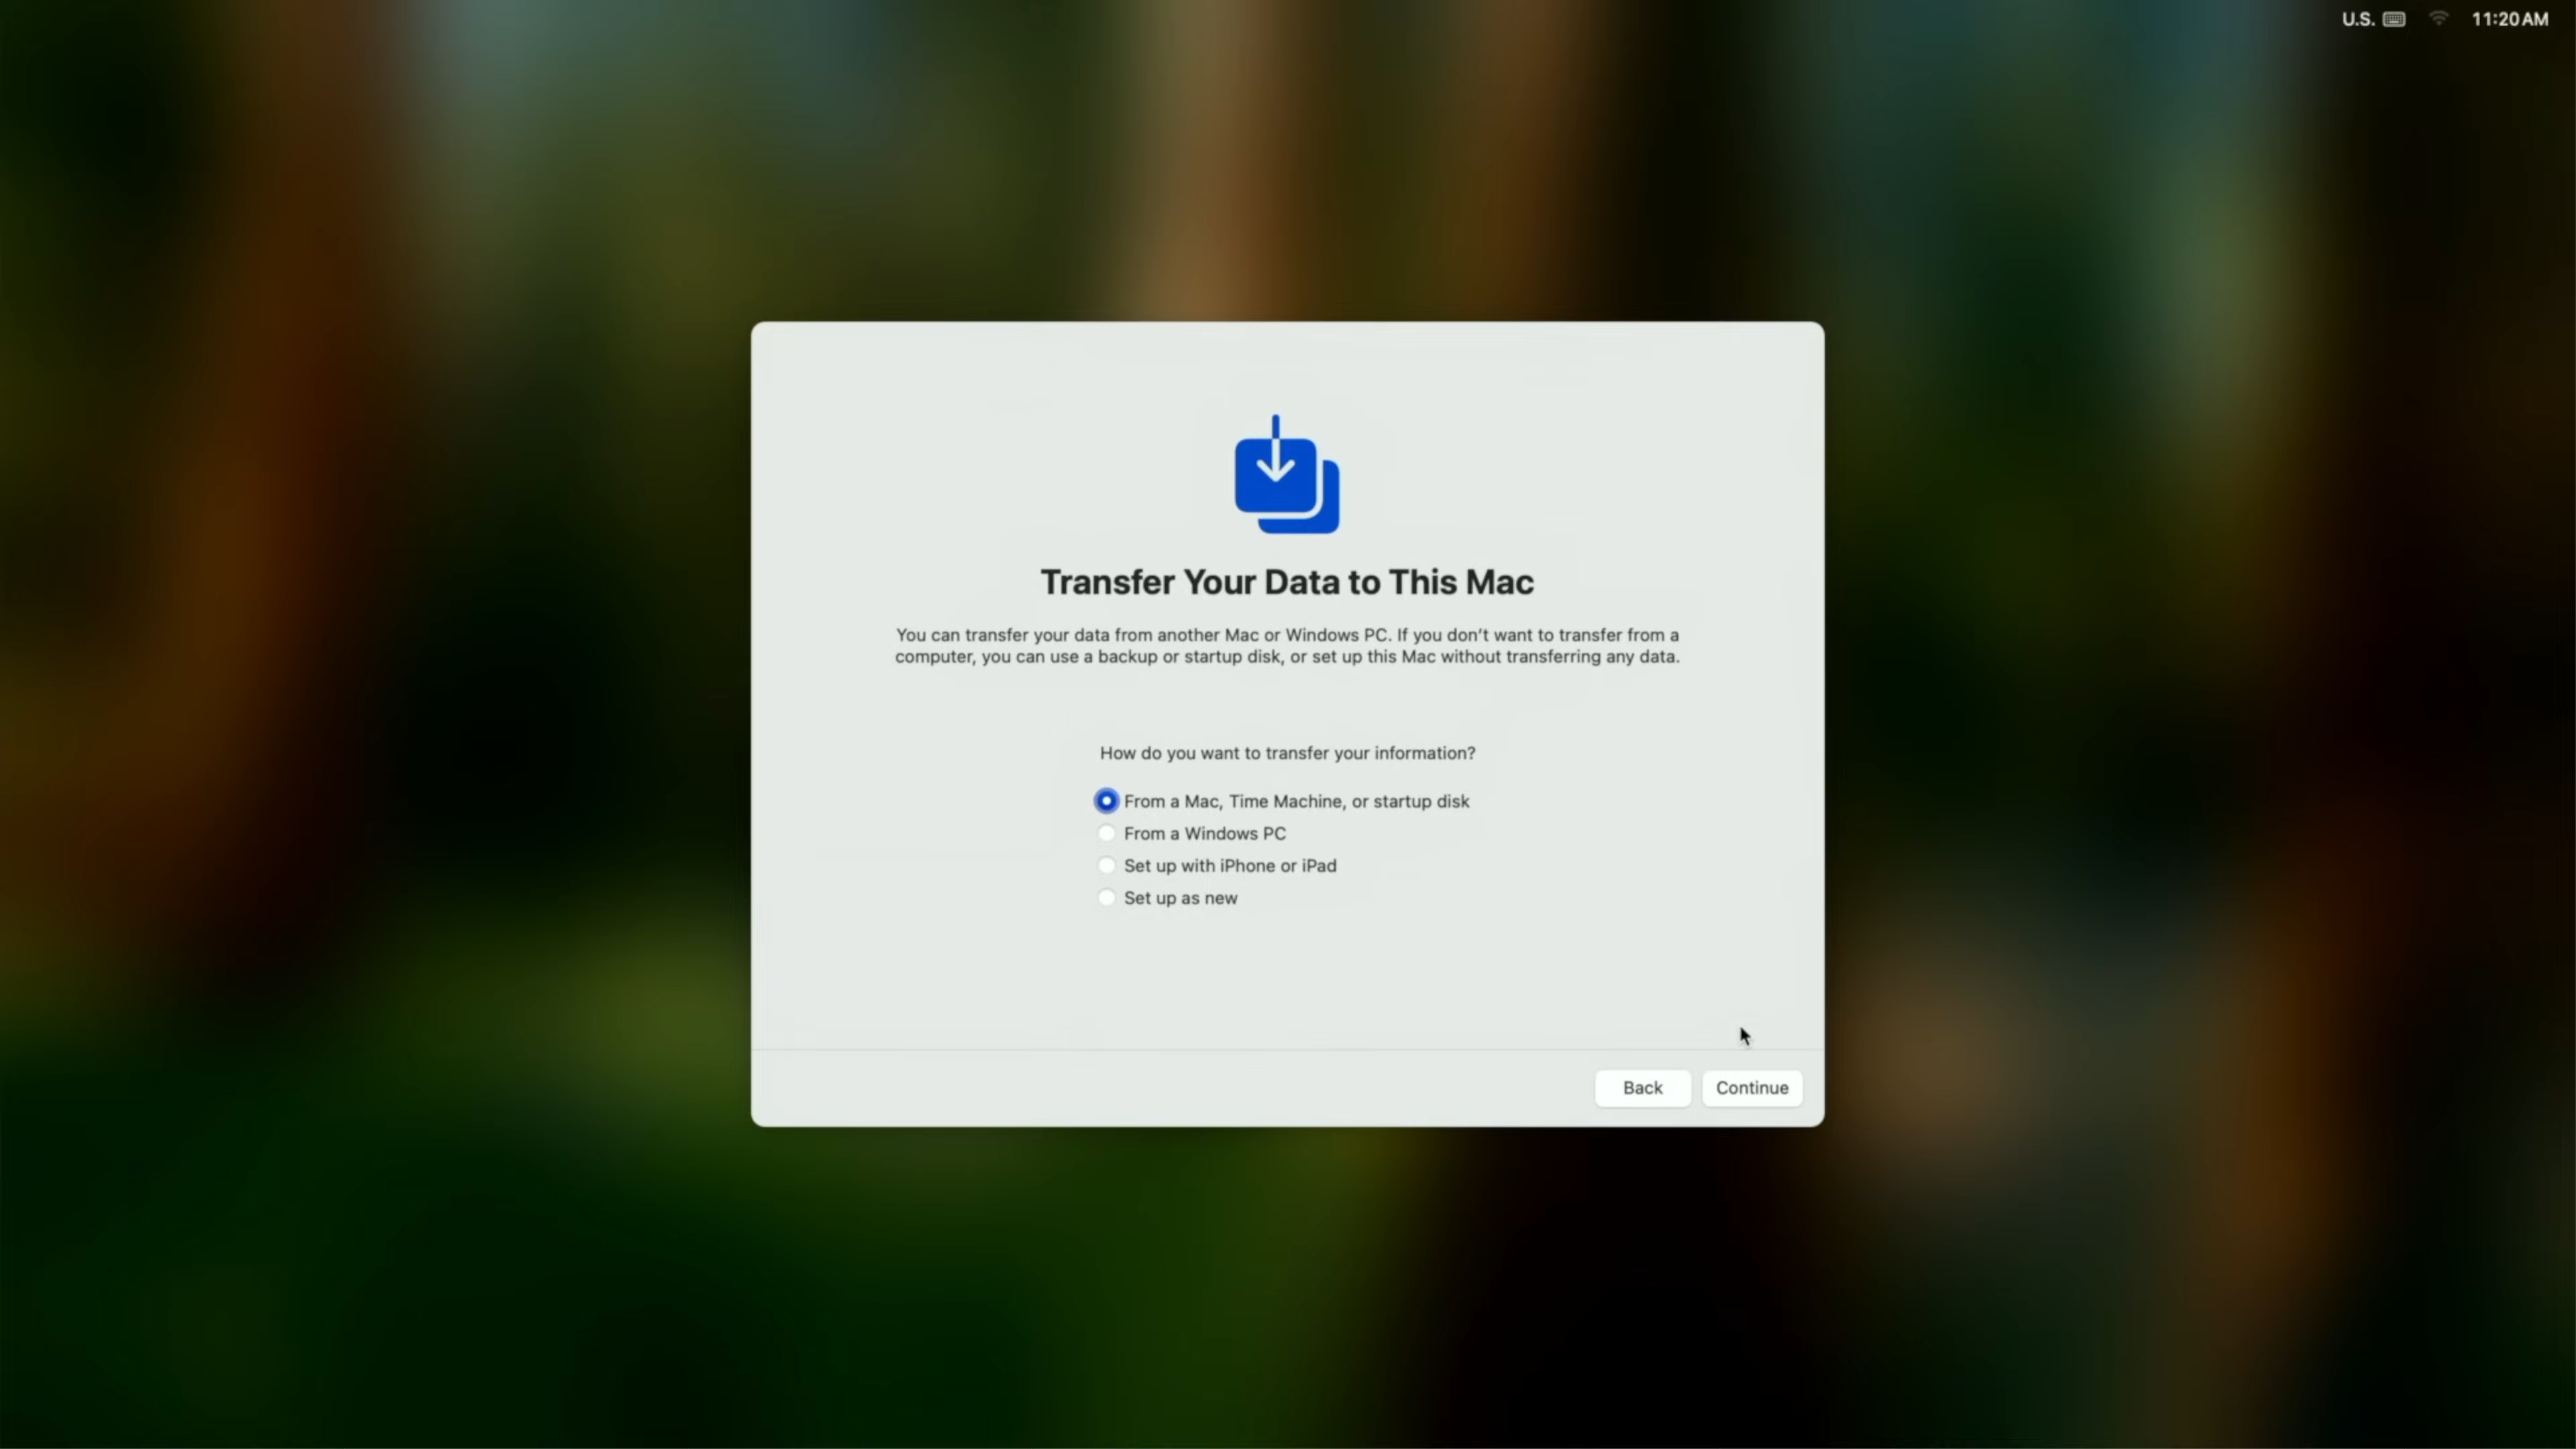 U.S. 11:20 AM
Transfer Your Data to This Mac
You can transfer your data from another Mac or Windows PC. If you don’t want to transfer from a
computer, you can use a backup or startup disk, or set up this Mac without transferring any data.
How do you want to transfer your information?
From a Mac, Time Machine, or startup disk
From a Windows PC
Set up with iPhone or iPad
Set up as new
Back Continue